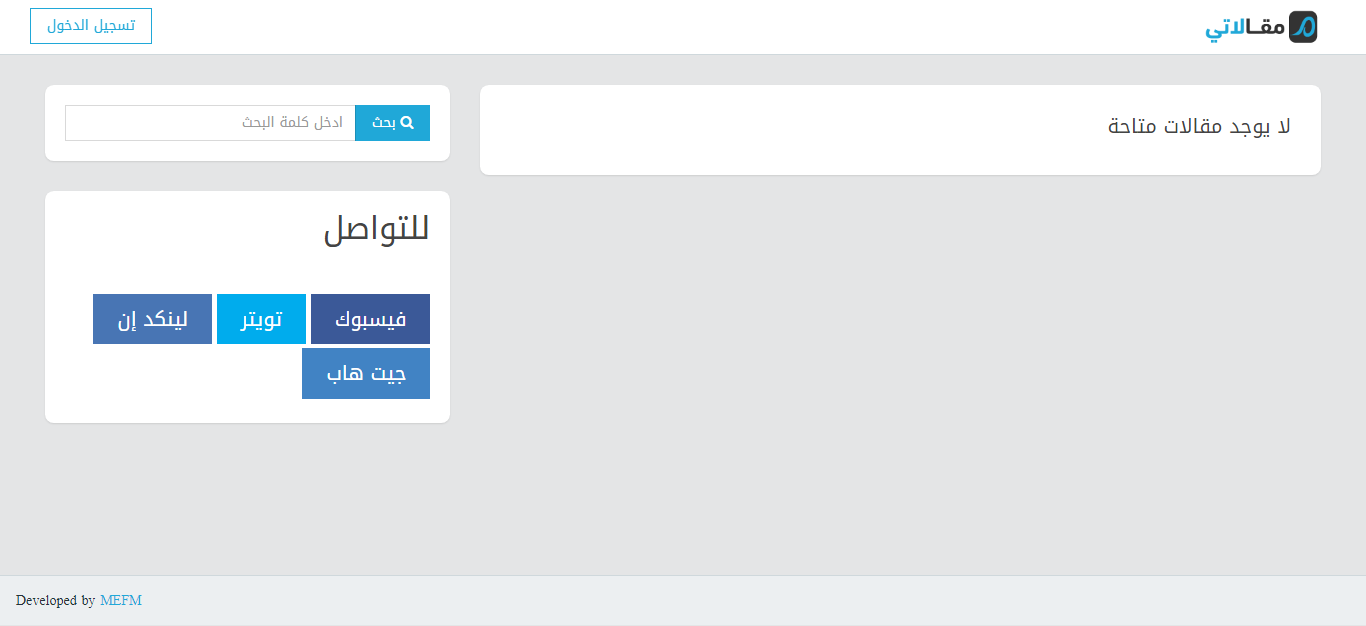 مقـالاتي
تسجيل الدخول
لا يوجد مقالات متاحة
بحث
ادخل كلمة البحث
للتواصل
فيسبوك تويتر لينكد إن
جيت هاب
Developed by MEFM